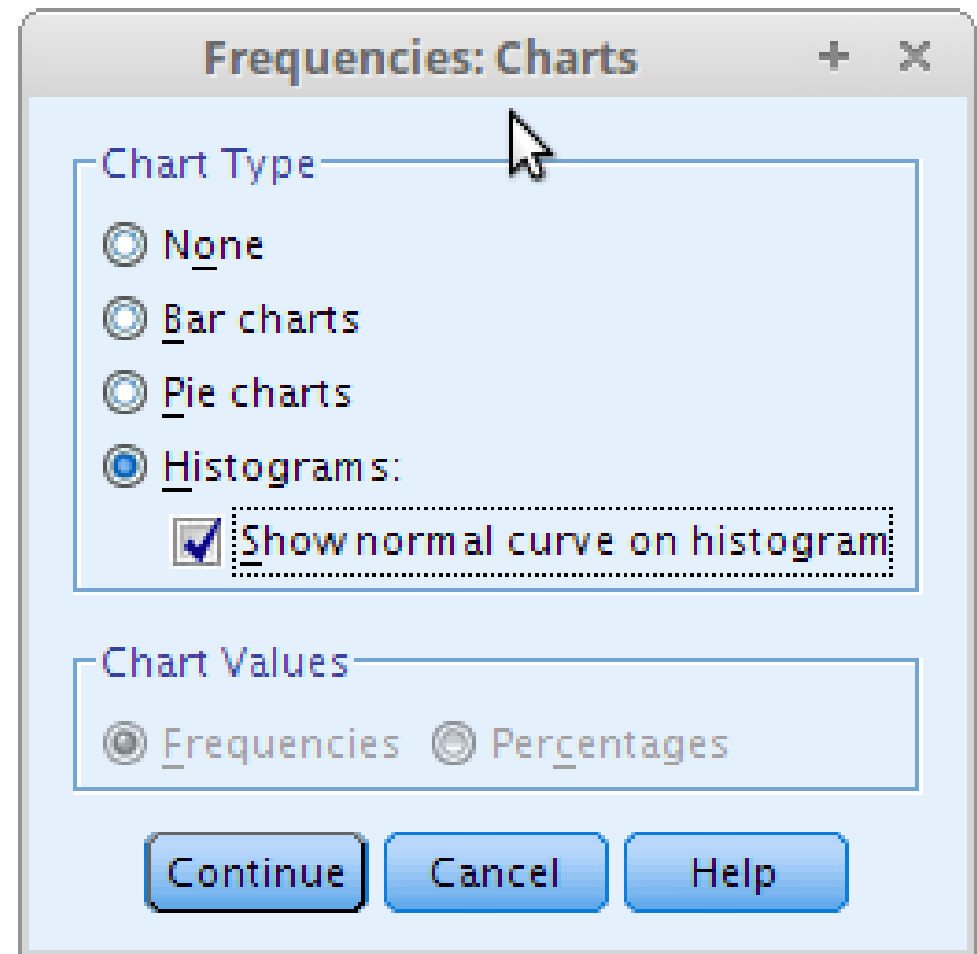 Frequencies: Charts
Chart Type
None
Bar charts
Pie charts
Histograms:
Show normal curve on histogram
Chart Values
Frequencies Percentages
Continue Cancel Help